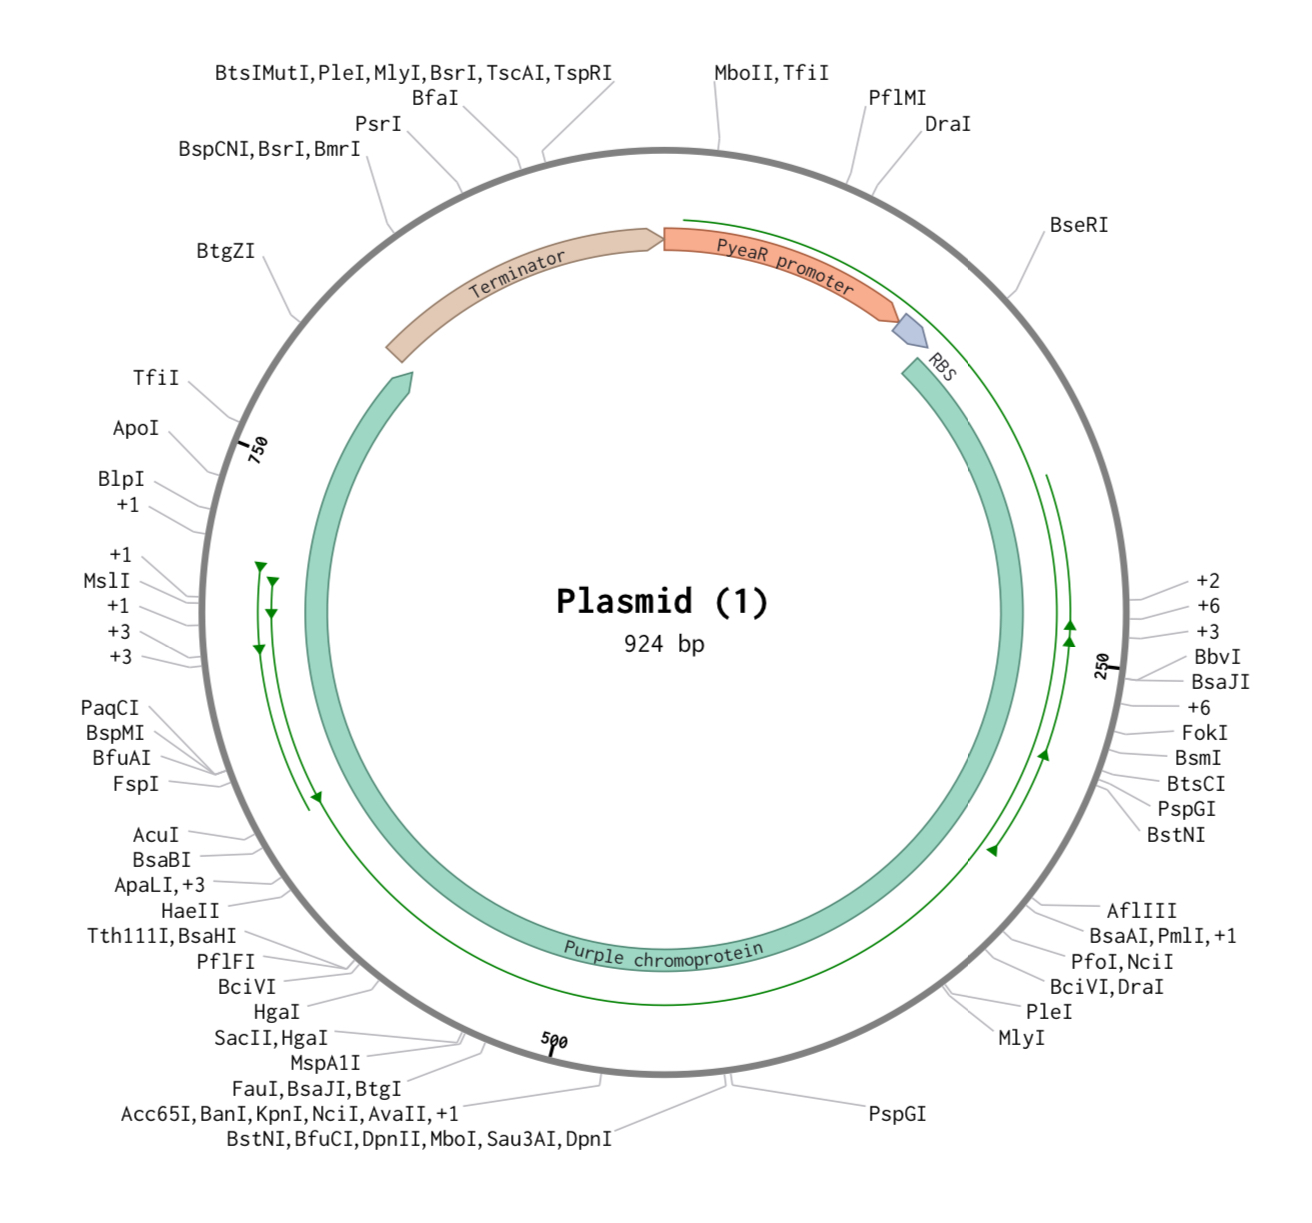 BtsIMutI,PleI,MlyI,BsrI,TscAI,TspRI
MboII,TfiI
BfaI
PflMI
PsrI
DraI
BspCNI,BsrI,BmrI
BseRI
BtgZI
Terminator
PyeaR promoter
RBS
TfiI
ApoI
750
BlpI
+1
+1
MslI
+1
+3
+3
Plasmid (1)
924 bp
+2
+6
+3
BbvI
250
BsaJI
+6
FokI
BsmI
BtsCI
PspGI
BstNI
PaqCI
BspMI
BfuAI
FspI
AcuI
BsaBI
ApaLI,+3
HaeII
Tth111I,BsaHI
PflFI
BciVI
HgaI
SacII,HgaI
MspA1I
FauI,BsaJI,BtgI
Acc65I,BanI,KpnI,NciI,AvaII,+1
BstNI,BfuCI,DpnII,MboI,Sau3AI,DpnI
AflIII
BsaAI,PmlI,+1
PfoI,NciI
BciVI,DraI
PleI
MlyI
Purple chromoprotein
500
PspGI